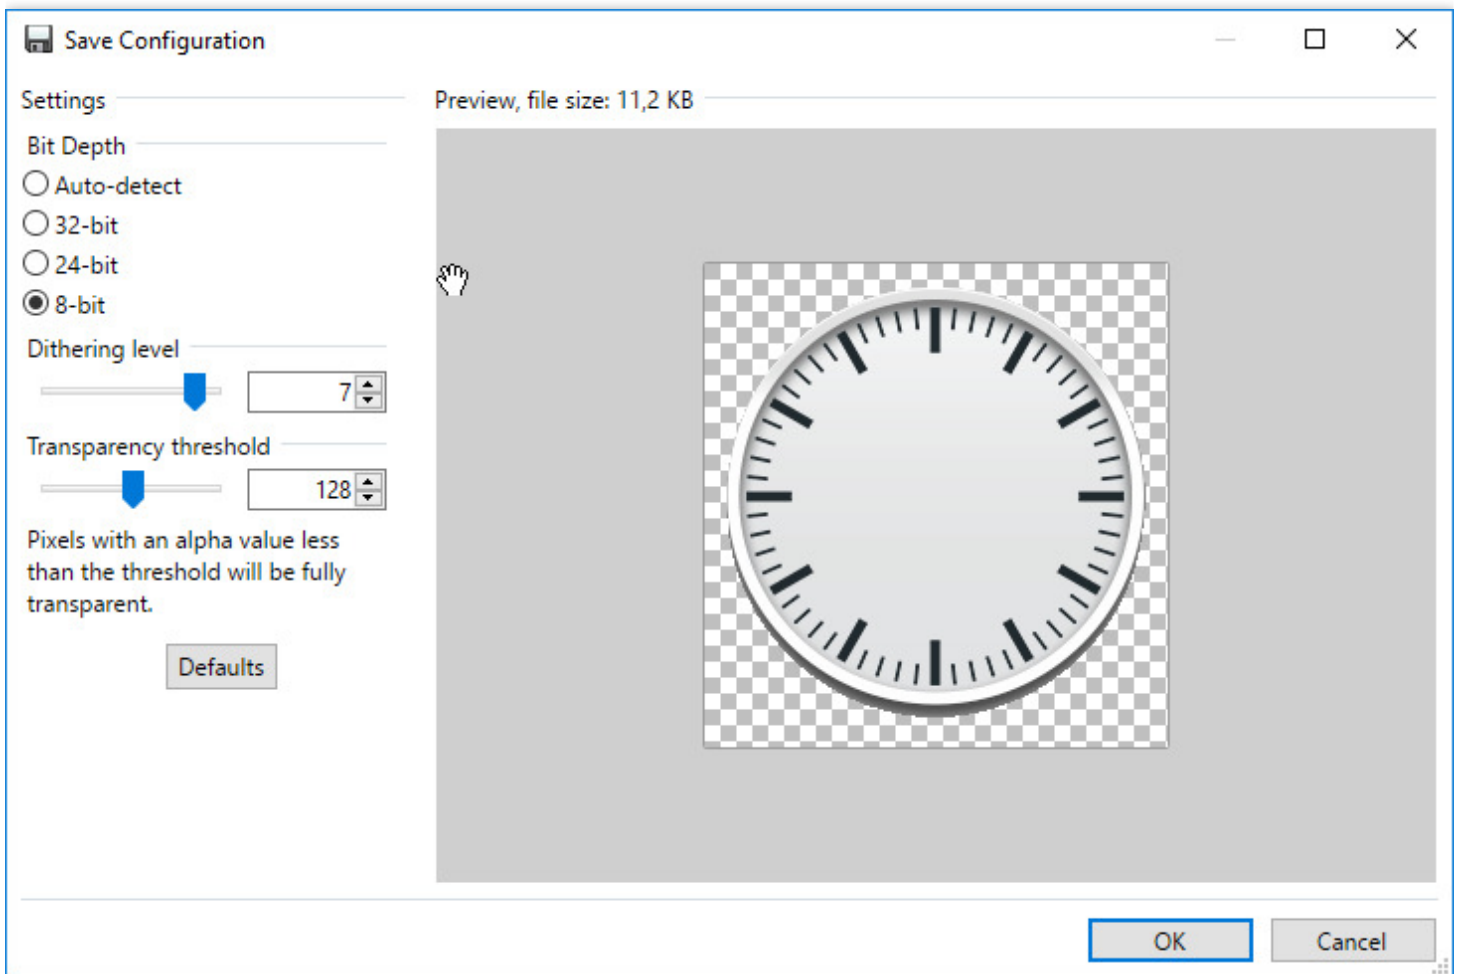 Save Configuration
Settings
Preview, file size: 11,2 KB
Bit Depth
Auto-detect
32-bit
24-bit
8-bit
Dithering level
7
Transparency threshold
128
Pixels with an alpha value less
than the threshold will be fully
transparent.
Defaults
OK
Cancel